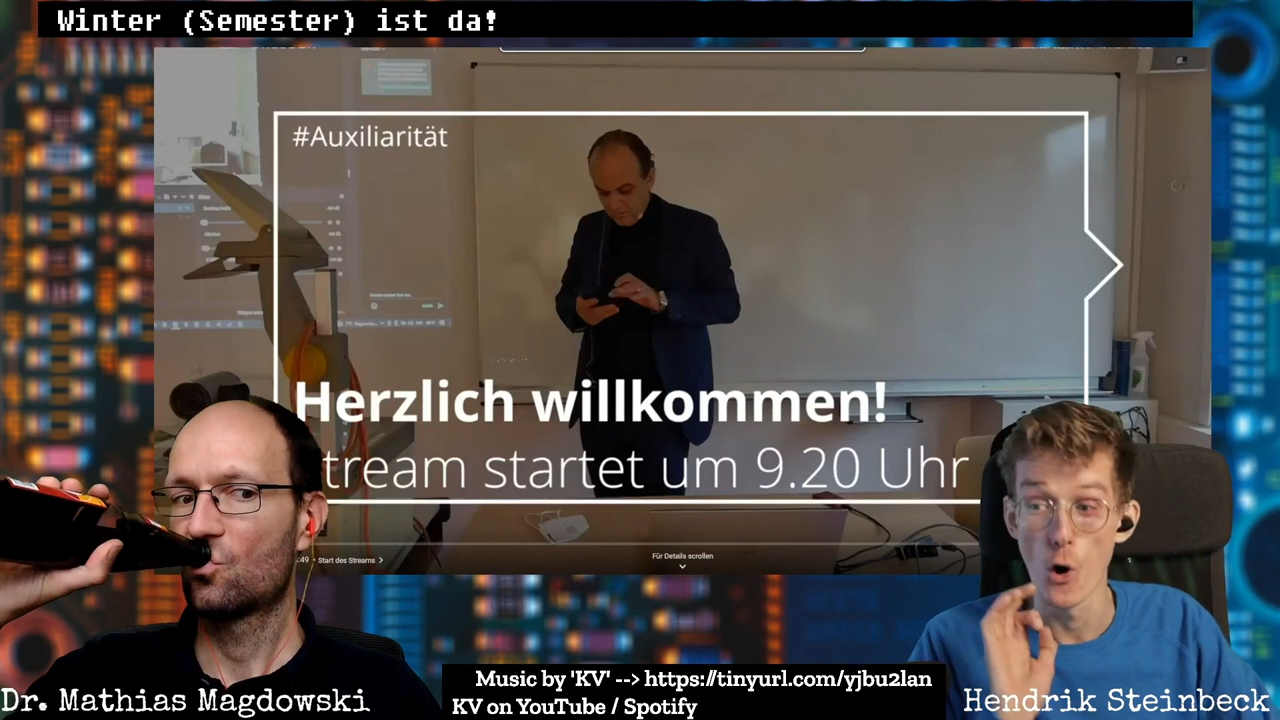 Winter (Semester) ist da!
#Auxiliarität
Herzlich willkommen!
tream startet um 9.20 Uhr
:49 • Start des Streams
Für Details scrollen
Music by 'KV' --> https://tinyurl.com/yjbu2lan
KV on YouTube / Spotify
Dr. Mathias Magdowski
Hendrik Steinbeck